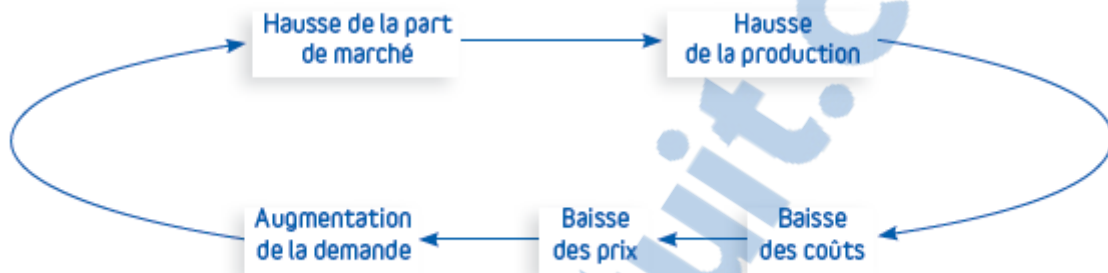 Hausse de la part
de marché
Hausse
de la production
Augmentation
de la demande
Baisse
des prix
Baisse
des coûts